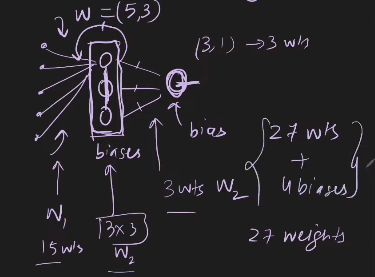 W = (5,3)
(3,1) → 3 wts
bias
biases
27 wts
+
4 biases
3 wts W2
W1
15 wts
3x3
W2
27 weights